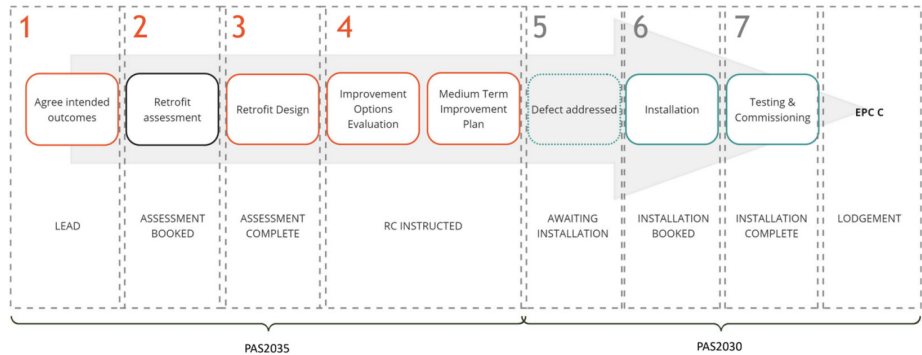 1
2
3
4
5
6
7
Agree intended
outcomes
Retrofit
assessment
Retrofit Design
Improvement
Options
Evaluation
Medium Term
Improvement
Plan
Defect addressed
Installation
Testing &
Commissioning
EPC C
LEAD
ASSESSMENT
BOOKED
ASSESSMENT
COMPLETE
RC INSTRUCTED
AWAITING
INSTALLATION
INSTALLATION
BOOKED
INSTALLATION
COMPLETE
LODGEMENT
PAS2035
PAS2030